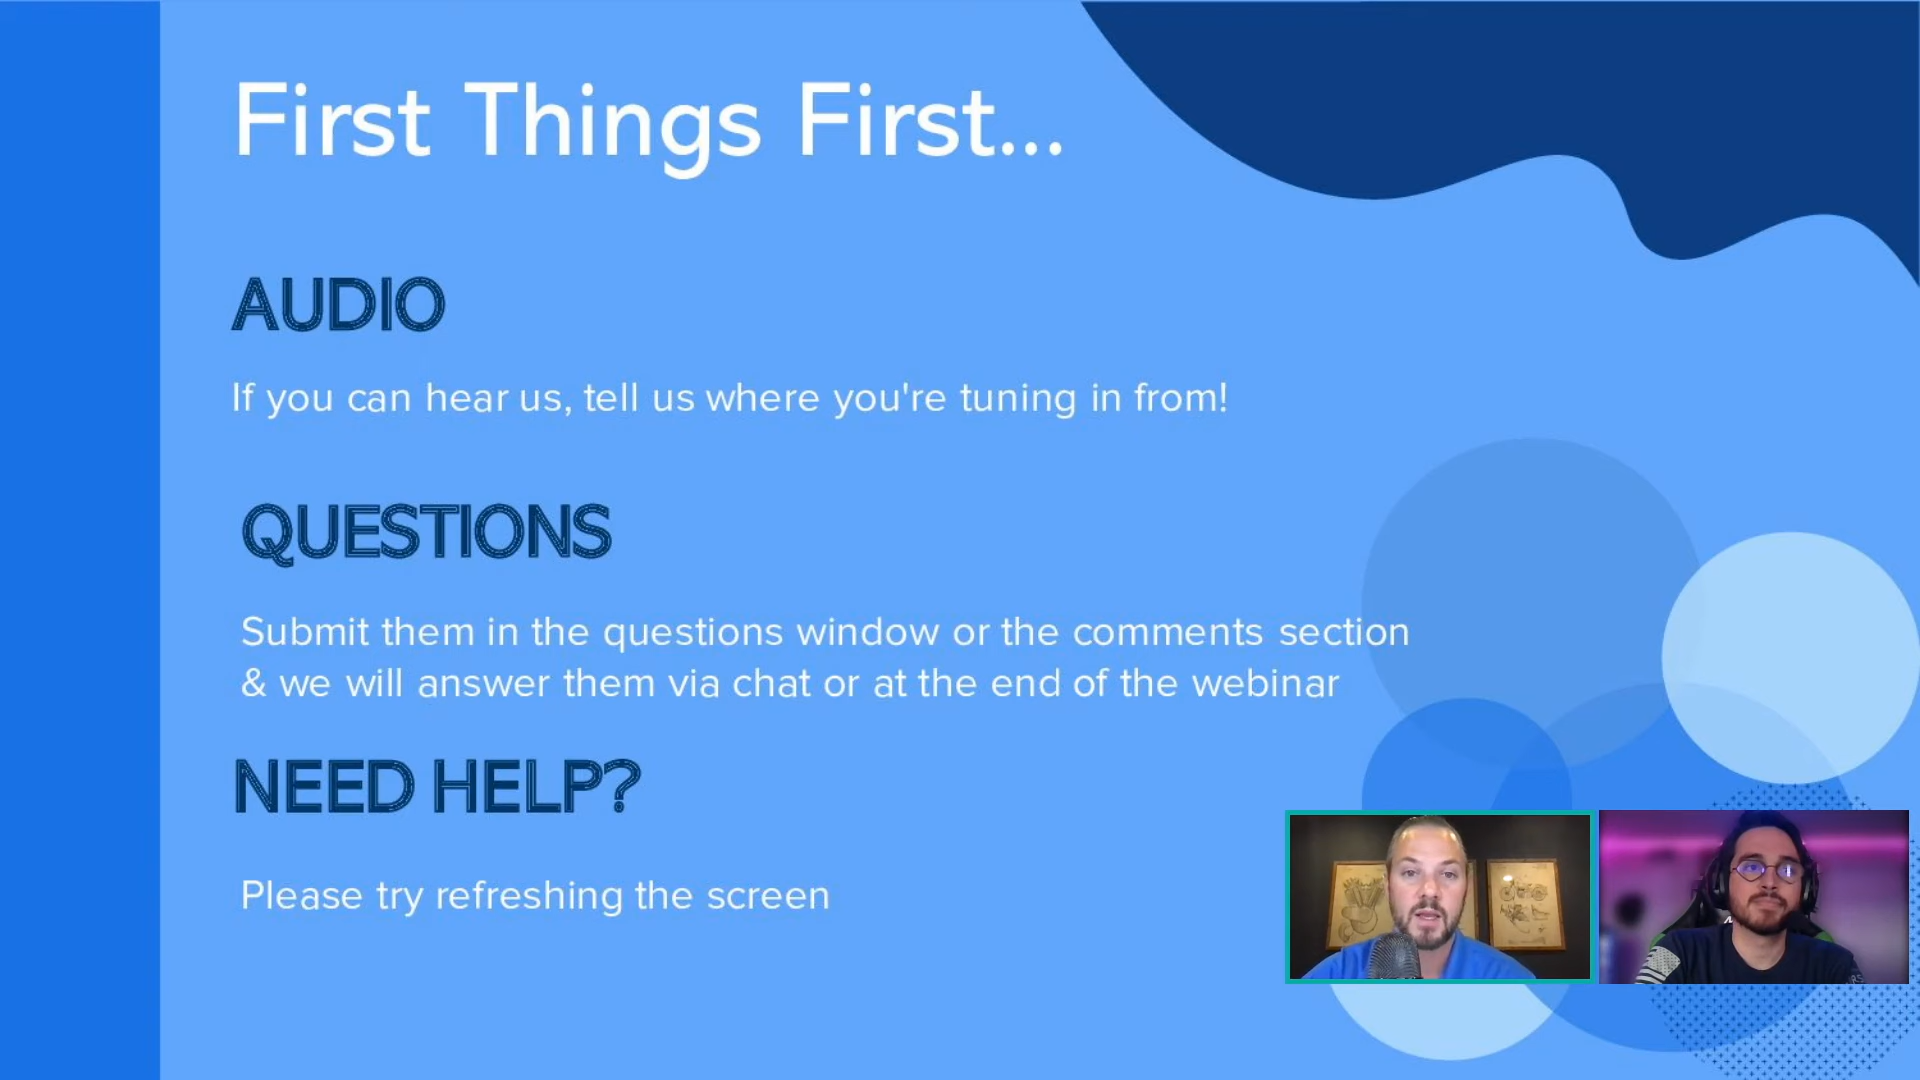 First Things First...
AUDIO
If you can hear us, tell us where you're tuning in from!
QUESTIONS
Submit them in the questions window or the comments section
& we will answer them via chat or at the end of the webinar
NEED HELP?
Please try refreshing the screen